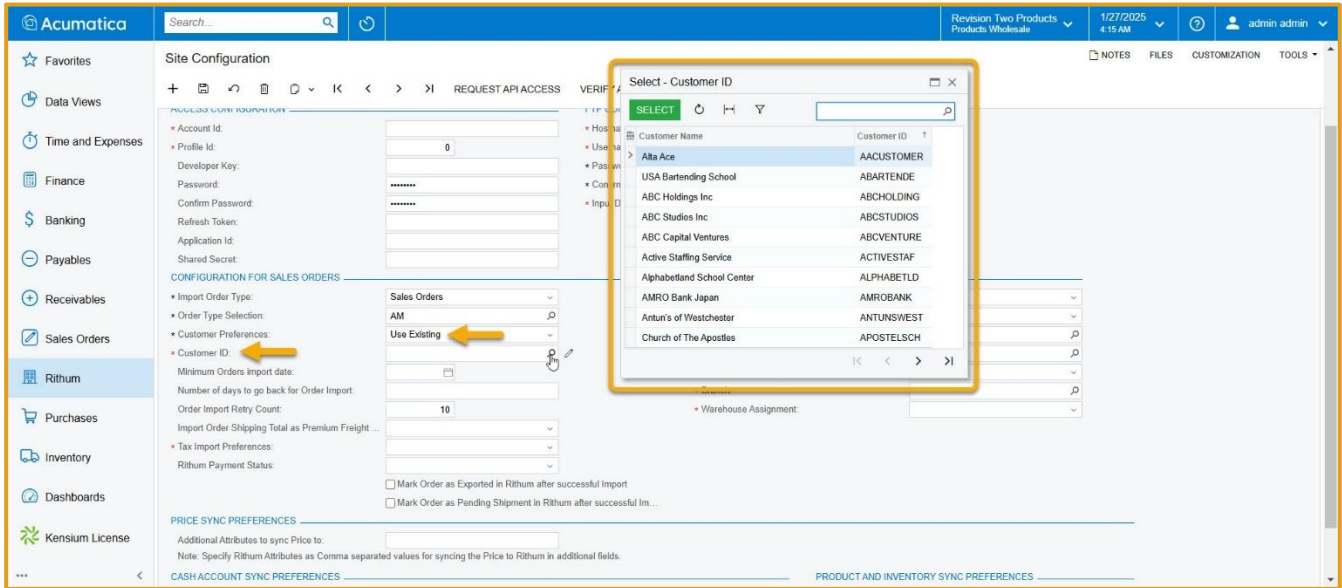 Acumatica
Search...
Revision Two Products
Products Wholesale
1/27/2025
4:15 AM
admin admin
Favorites
Data Views
Time and Expenses
Finance
Banking
Payables
Receivables
Sales Orders
Rithum
Purchases
Inventory
Dashboards
Kensium License
Site Configuration
NOTES FILES CUSTOMIZATION TOOLS
REQUEST API ACCESS VERIFY A
ACCESS CONFIGURATION
* Account Id:
* Profile Id: 0
Developer Key:
Password: ••••••••
Confirm Password: ••••••••
Refresh Token:
Application Id:
Shared Secret:
CONFIGURATION FOR SALES ORDERS
* Import Order Type: Sales Orders
* Order Type Selection: AM
* Customer Preferences: Use Existing
* Customer ID:
Minimum Orders import date:
Number of days to go back for Order Import:
Order Import Retry Count: 10
* Warehouse Assignment:
Import Order Shipping Total as Premium Freight ...
* Tax Import Preferences:
Rithum Payment Status:
Mark Order as Exported in Rithum after successful Import
Mark Order as Pending Shipment in Rithum after successful Im...
PRICE SYNC PREFERENCES
Additional Attributes to sync Price to:
Note: Specify Rithum Attributes as Comma separated values for syncing the Price to Rithum in additional fields.
CASH ACCOUNT SYNC PREFERENCES
PRODUCT AND INVENTORY SYNC PREFERENCES
Select - Customer ID
SELECT
Customer Name Customer ID
Alta Ace AACUSTOMER
USA Bartending School ABARTENDE
ABC Holdings Inc ABCHOLDING
ABC Studios Inc ABCSTUDIOS
ABC Capital Ventures ABCVENTURE
Active Staffing Service ACTIVESTAF
Alphabetland School Center ALPHABETLD
AMRO Bank Japan AMROBANK
Antun's of Westchester ANTUNSWEST
Church of The Apostles APOSTELSCH